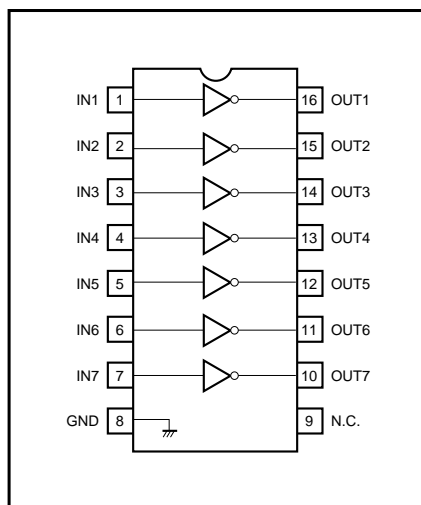 IN1 1 16 OUT1
IN2 2 15 OUT2
IN3 3 14 OUT3
IN4 4 13 OUT4
IN5 5 12 OUT5
IN6 6 11 OUT6
IN7 7 10 OUT7
GND 8 9 N.C.